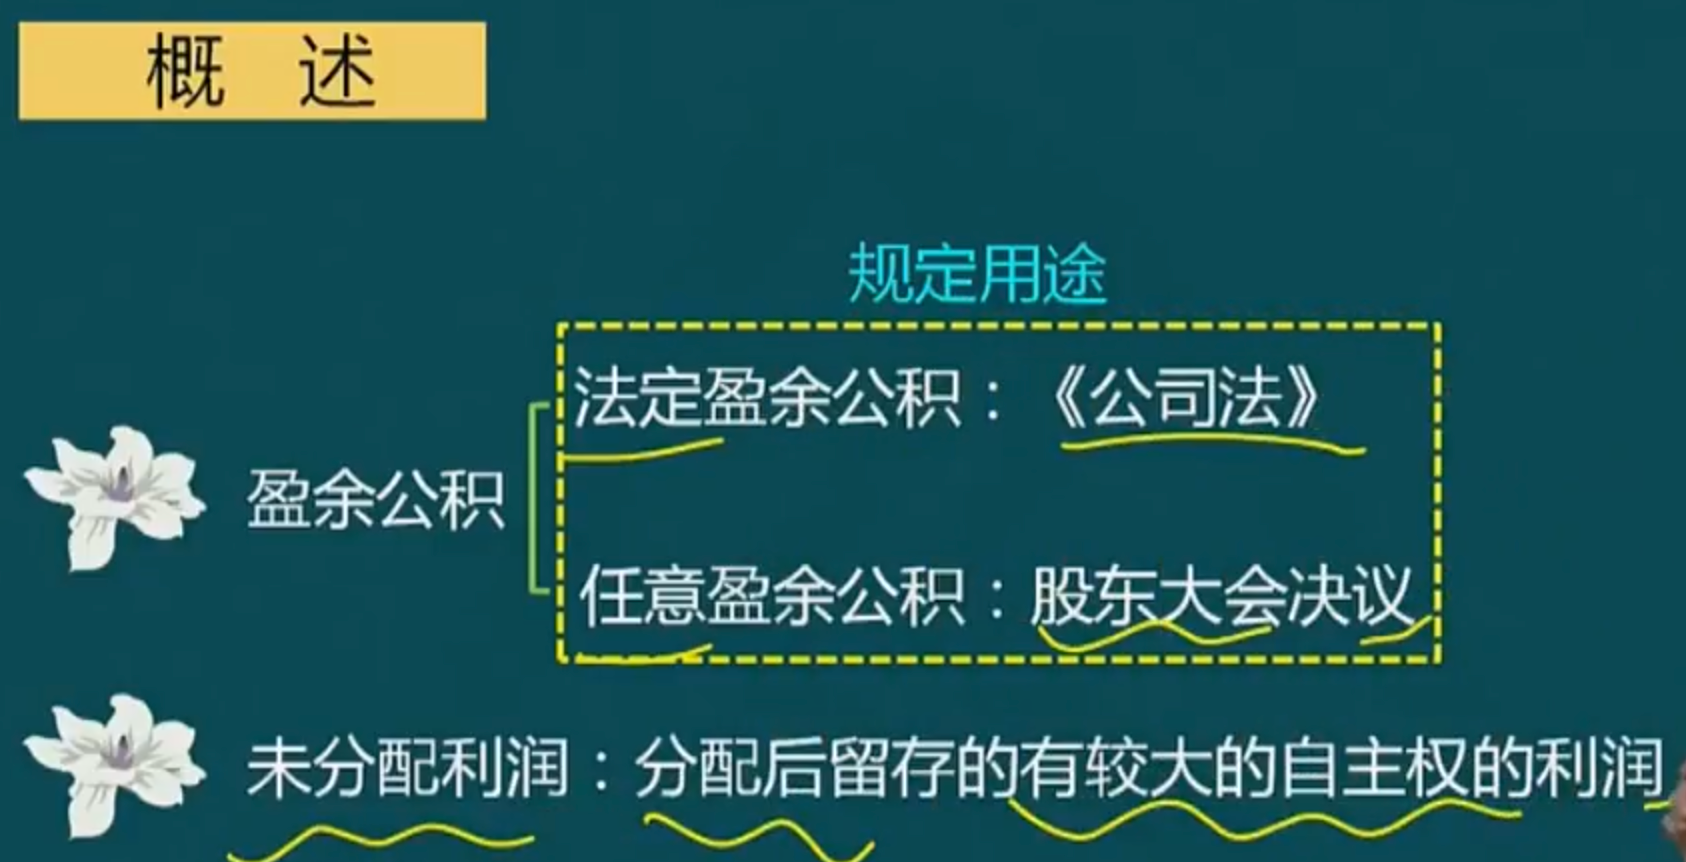 概 述
规定用途
法定盈余公积：《公司法》
盈余公积
任意盈余公积：股东大会决议
未分配利润：分配后留存的有较大的自主权的利润